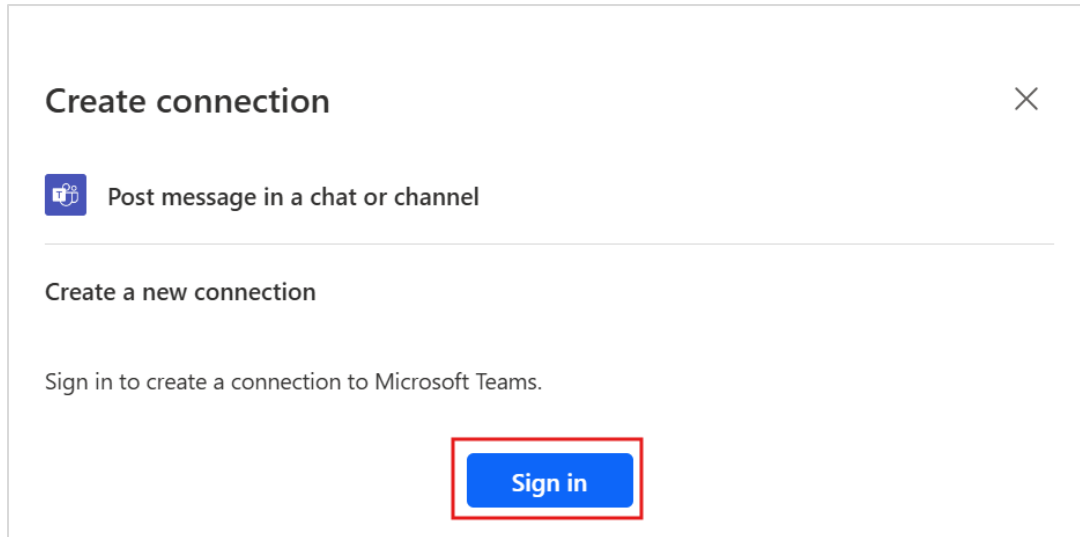 Create connection
Post message in a chat or channel
Create a new connection
Sign in to create a connection to Microsoft Teams.
Sign in